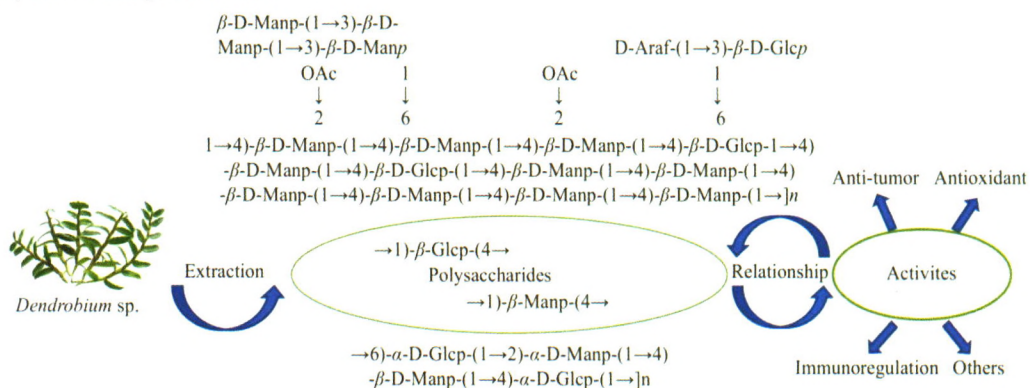 β-D-Manp-(1→3)-β-D-
Manp-(1→3)-β-D-Manp
D-Araf-(1→3)-β-D-Glcp
OAc 1 OAc 1
↓ ↓ ↓ ↓
2 6 2 6
1→4)-β-D-Manp-(1→4)-β-D-Manp-(1→4)-β-D-Manp-(1→4)-β-D-Glcp-1→4)
-β-D-Manp-(1→4)-β-D-Glcp-(1→4)-β-D-Manp-(1→4)-β-D-Manp-(1→4)
-β-D-Manp-(1→4)-β-D-Manp-(1→4)-β-D-Manp-(1→4)-β-D-Manp-(1→]n
Dendrobium sp.
Extraction
→1)-β-Glcp-(4→
Polysaccharides
→1)-β-Manp-(4→
→6)-α-D-Glcp-(1→2)-α-D-Manp-(1→4)
-β-D-Manp-(1→4)-α-D-Glcp-(1→]n
Relationship
Anti-tumor Antioxidant
Activites
Immunoregulation Others